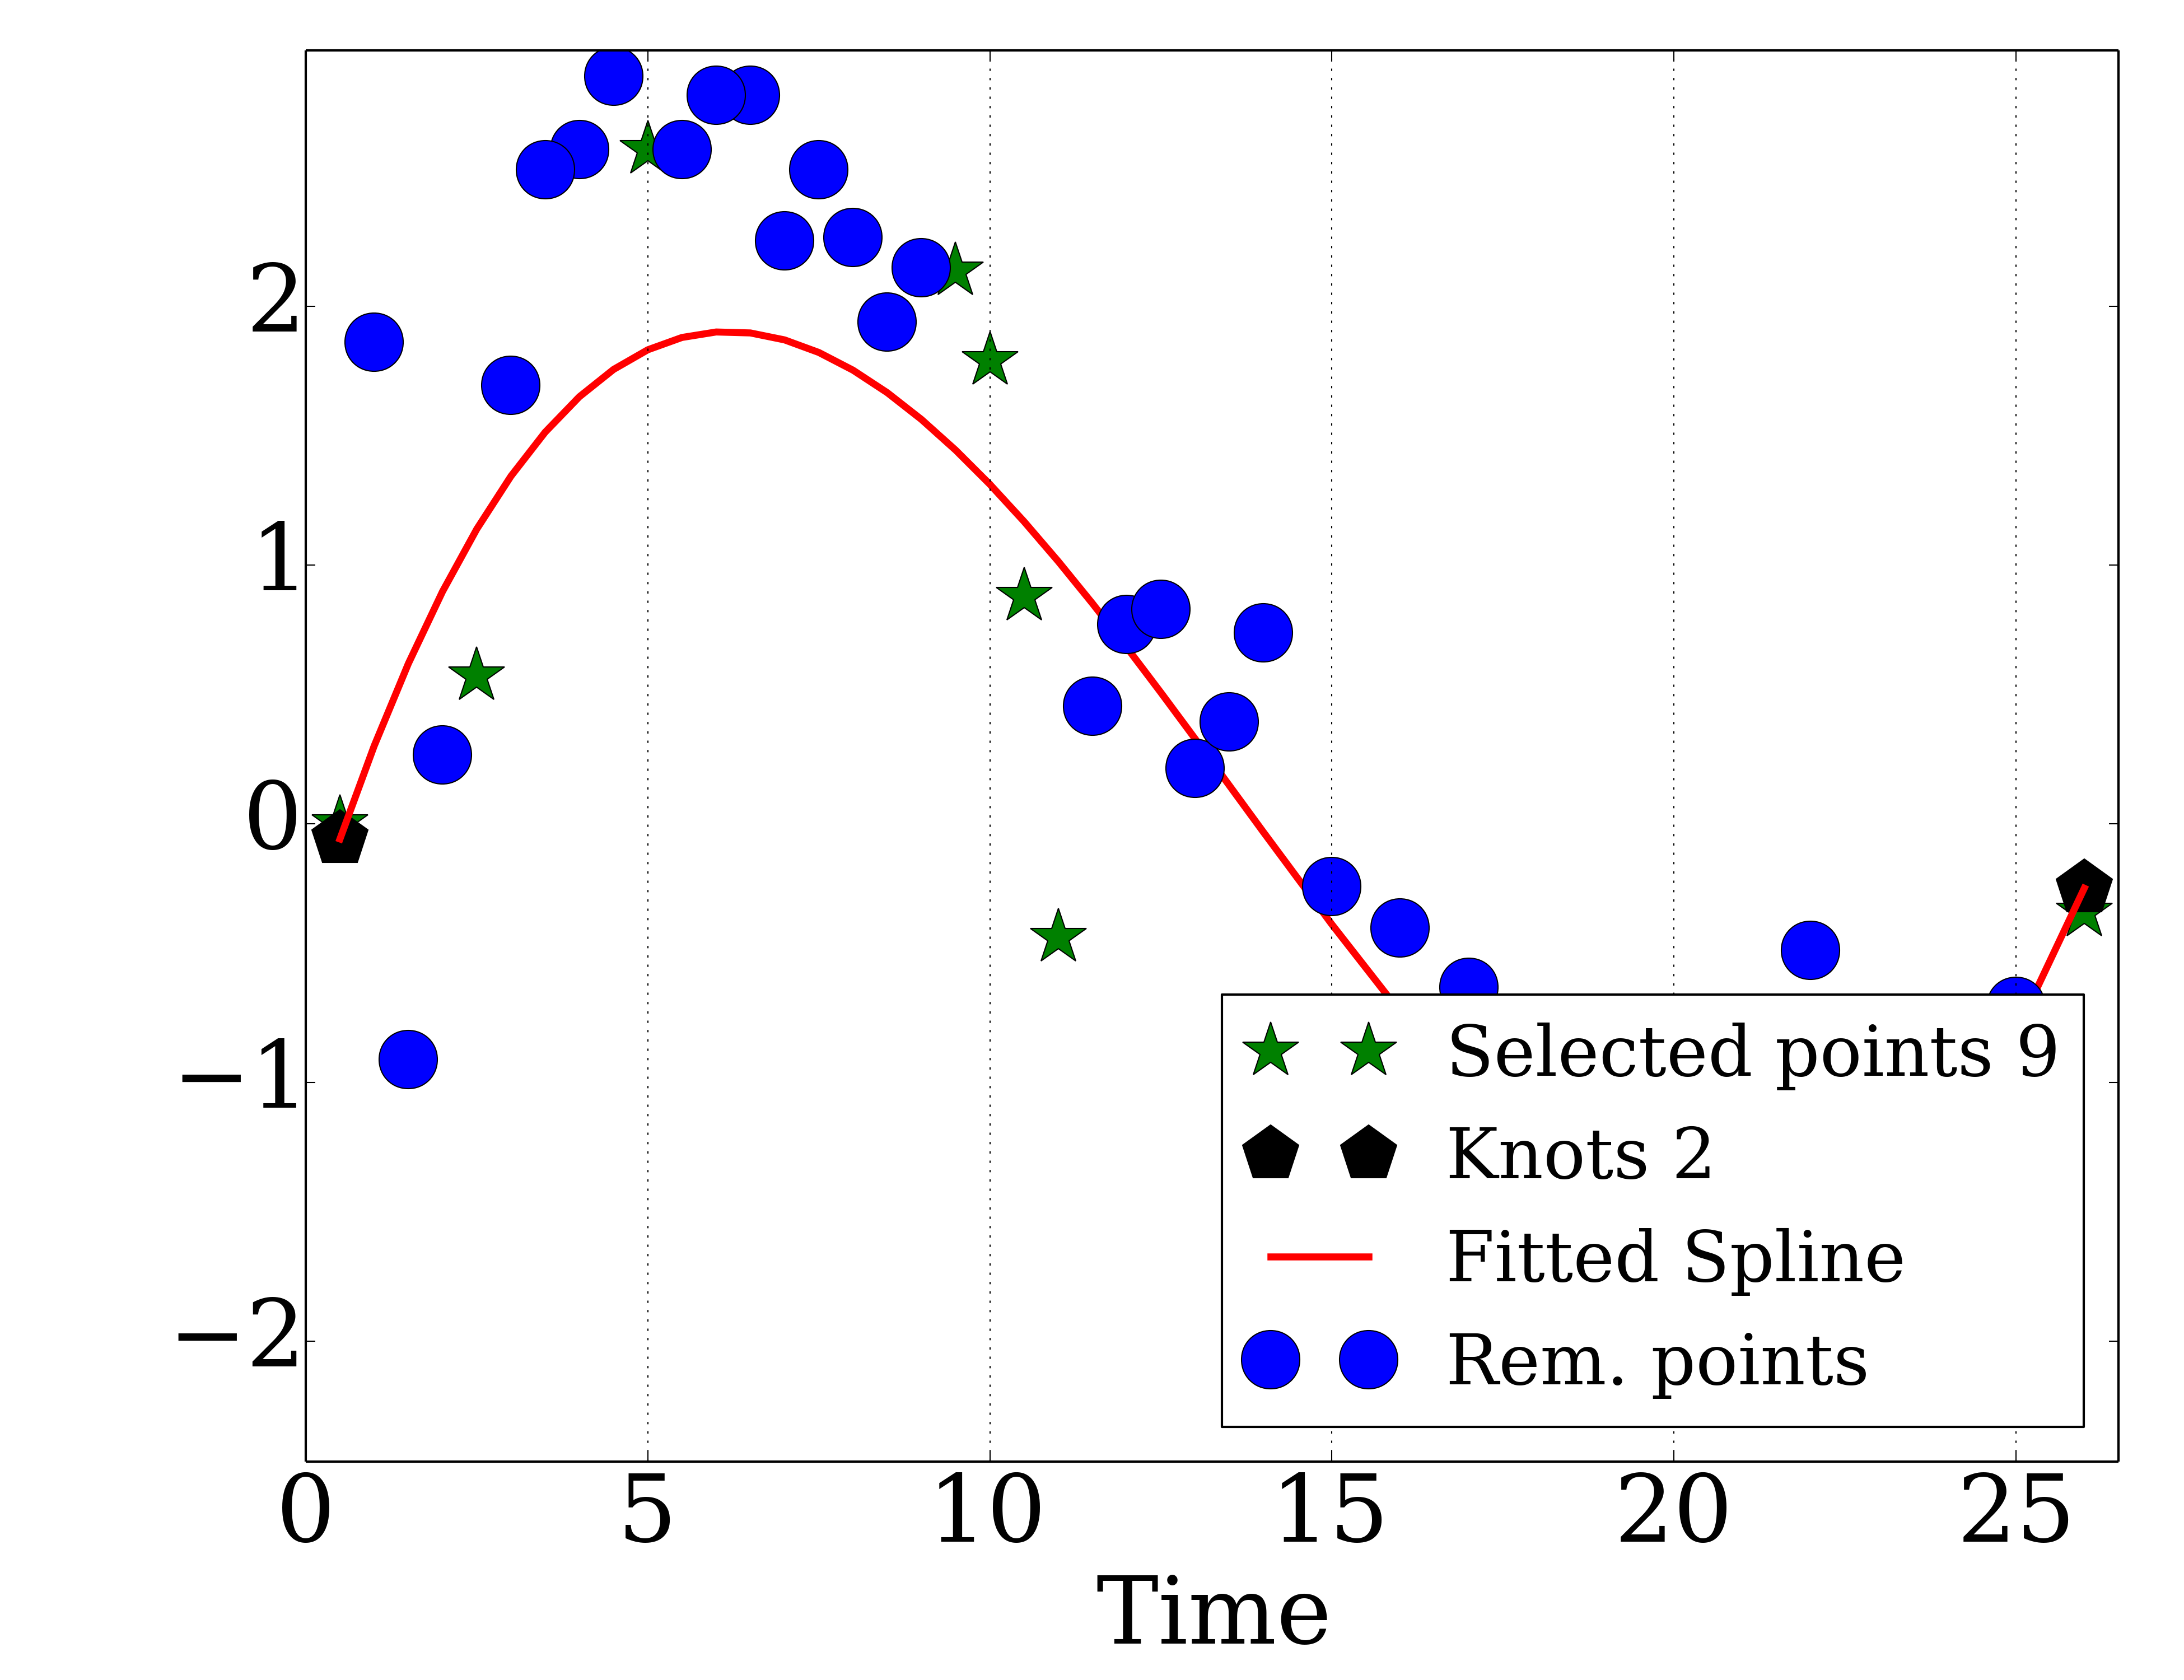 2
1
0
−1
−2
Selected points 9
Knots 2
Fitted Spline
Rem. points
0 5 10 15 20 25
Time